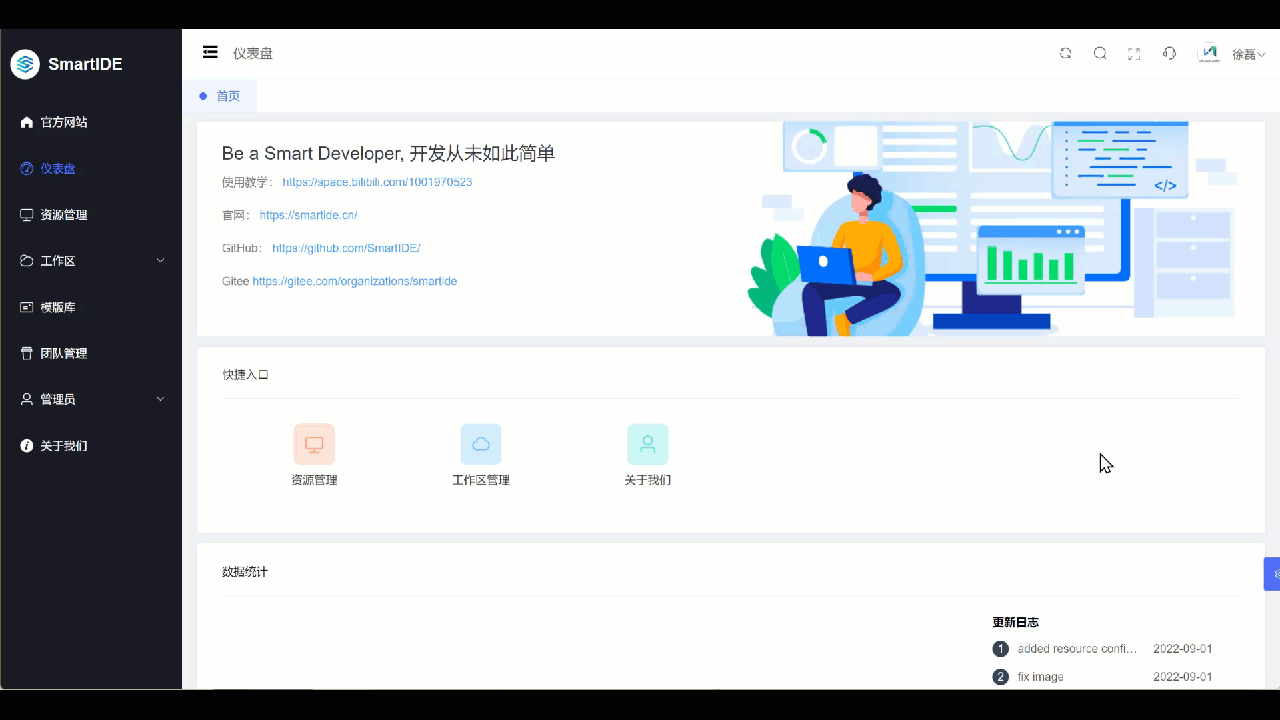 SmartIDE
官方网站
仪表盘
资源管理
工作区
模版库
团队管理
管理员
关于我们
仪表盘
徐磊
首页
Be a Smart Developer, 开发从未如此简单
使用教学： https://space.bilibili.com/1001970523
官网： https://smartide.cn/
GitHub： https://github.com/SmartIDE/
Gitee https://gitee.com/organizations/smartide
</>
快捷入口
资源管理
工作区管理
关于我们
数据统计
更新日志
1 added resource confi... 2022-09-01
2 fix image 2022-09-01